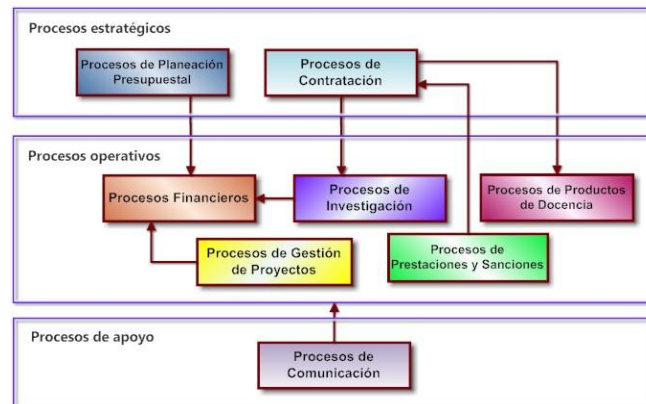 Procesos estratégicos
Procesos de Planeación
Presupuestal
Procesos de
Contratación
Procesos operativos
Procesos Financieros
Procesos de
Investigación
Procesos de Productos
de Docencia
Procesos de Gestión
de Proyectos
Procesos de
Prestaciones y Sanciones
Procesos de apoyo
Procesos de
Comunicación